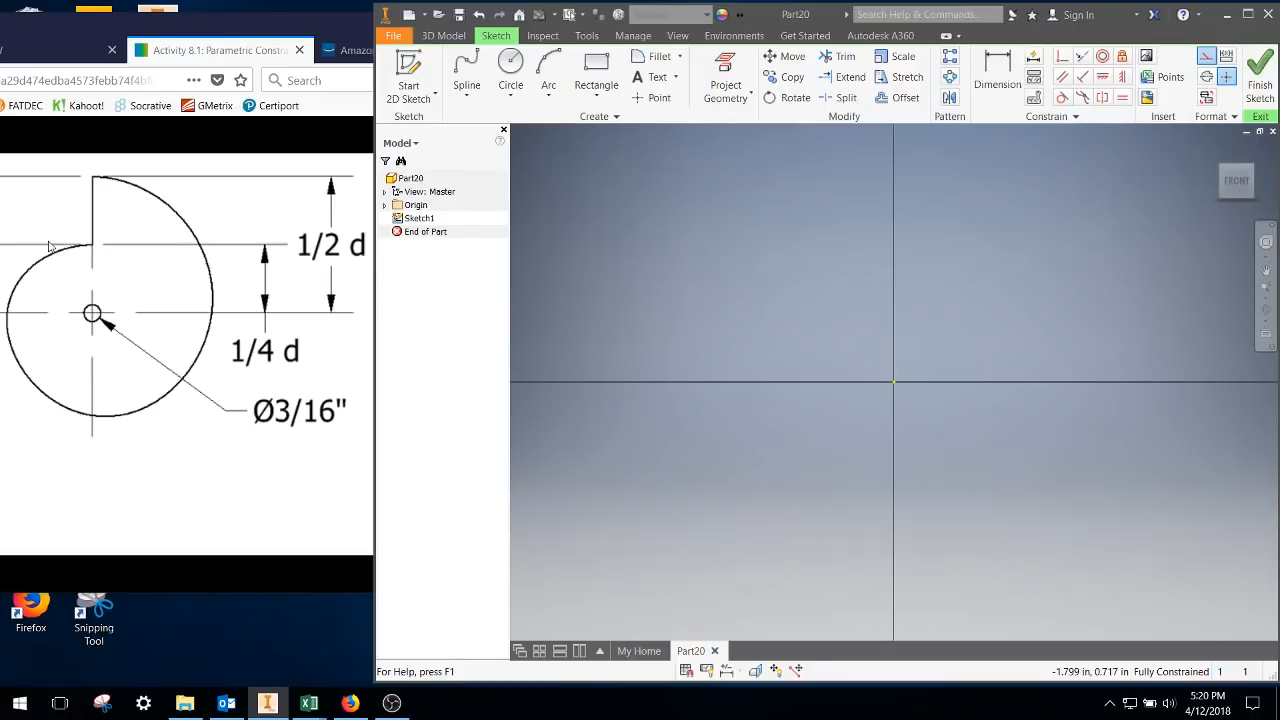 Part20
Search Help & Commands...
Sign In
Activity 8.1: Parametric Constra
Amazo
File
3D Model
Sketch
Inspect
Tools
Manage
View
Environments
Get Started
Autodesk A360
Search
FATDEC
Kahoot!
Socrative
GMetrix
Certiport
Start
2D Sketch
Spline
Circle
Arc
Rectangle
Fillet
Text
Point
Project
Geometry
Move
Copy
Rotate
Trim
Extend
Split
Scale
Stretch
Offset
Dimension
Points
Finish
Sketch
Sketch
Create
Modify
Pattern
Constrain
Insert
Format
Exit
Model
Part20
View: Master
Origin
Sketch1
End of Part
FRONT
1/2 d
1/4 d
Ø3/16"
Firefox
Snipping
Tool
My Home
Part20
For Help, press F1
-1.799 in, 0.717 in Fully Constrained 1 1
5:20 PM
4/12/2018